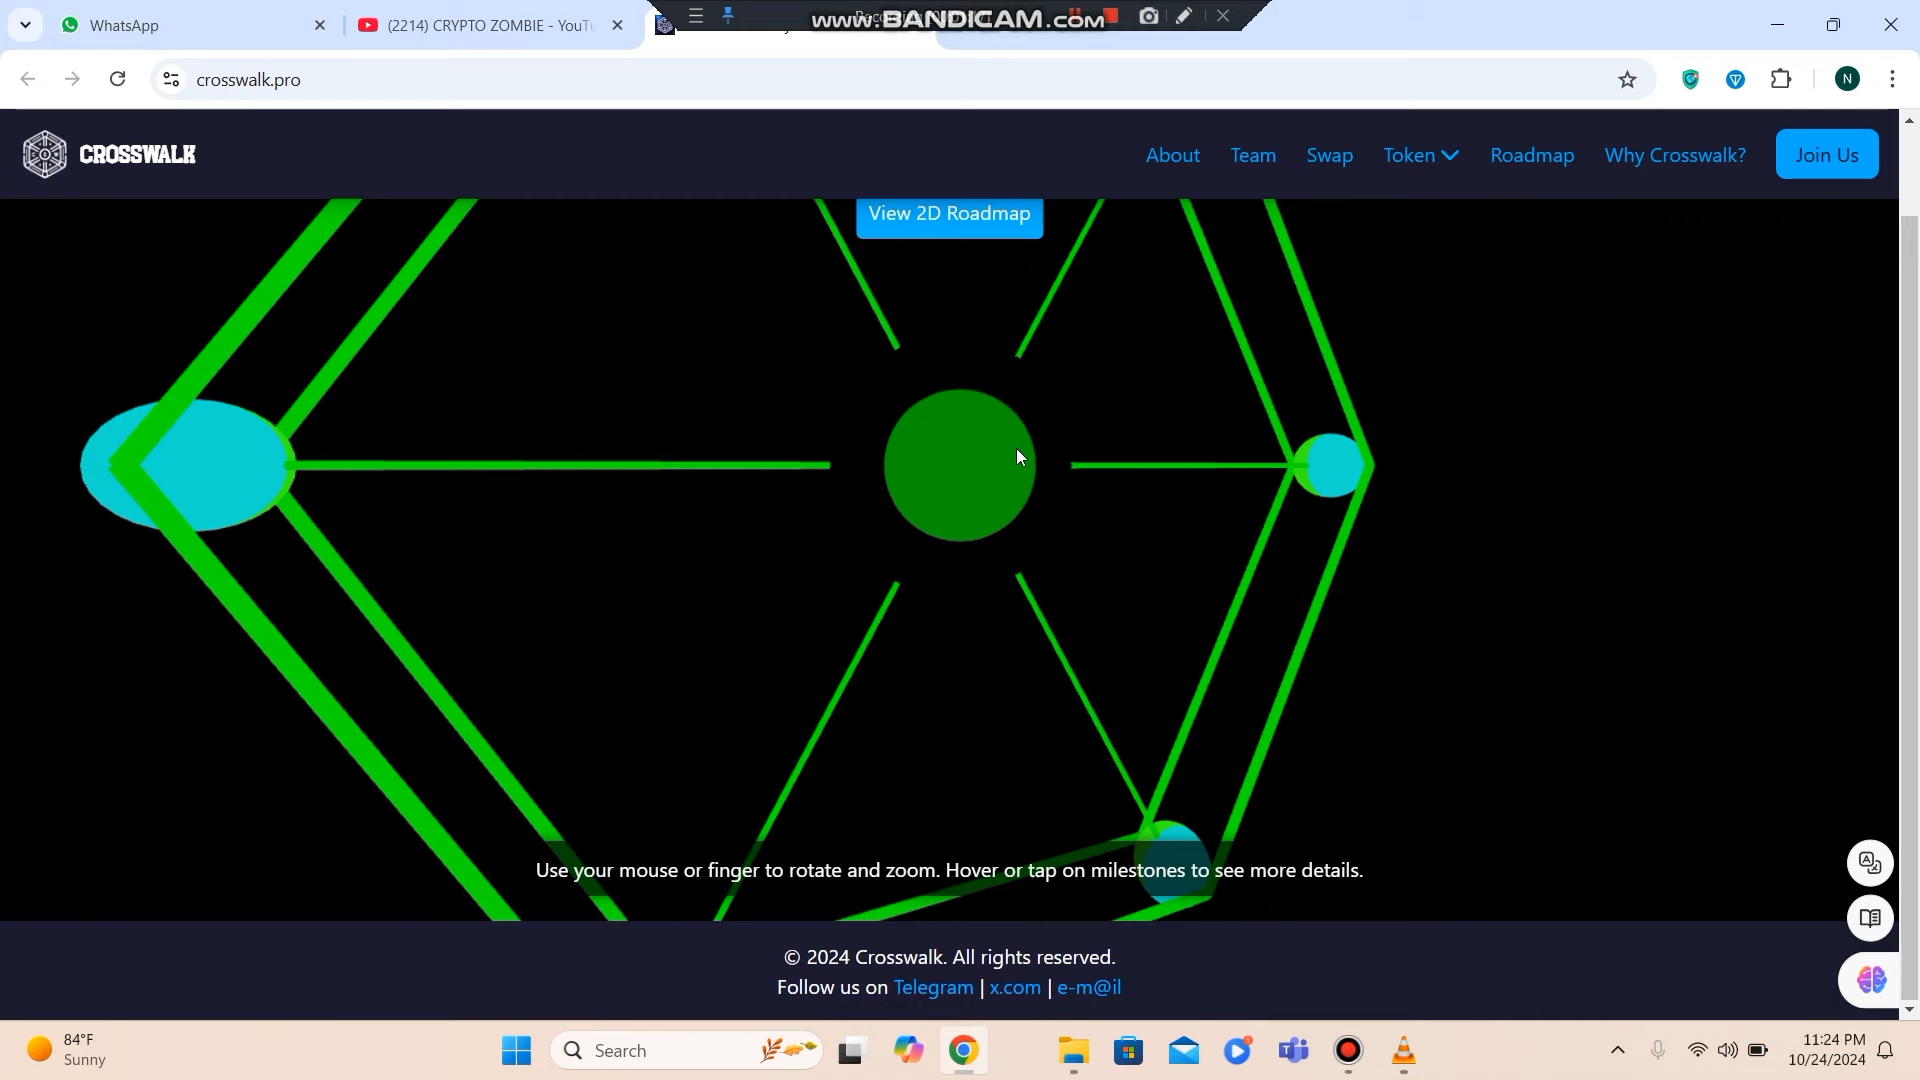 WhatsApp
(2214) CRYPTO ZOMBIE - YouTu
www.BANDICAM.com
crosswalk.pro
N
CROSSWALK
About
Team
Swap
Token
Roadmap
Why Crosswalk?
Join Us
View 2D Roadmap
Use your mouse or finger to rotate and zoom. Hover or tap on milestones to see more details.
© 2024 Crosswalk. All rights reserved.
Follow us on Telegram | x.com | e-m@il
84°F
Sunny
Search
11:24 PM
10/24/2024